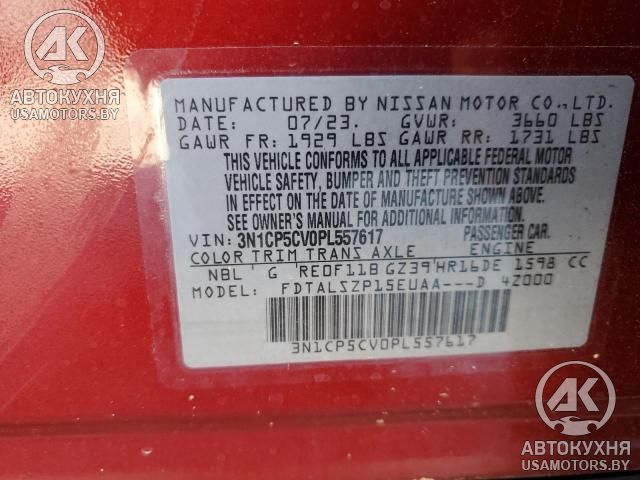 АК
АВТОКУХНЯ
USAMOTORS.BY
MANUFACTURED BY NISSAN MOTOR CO.,LTD.
DATE: 07/23. GVWR: 3660 LBS
GAWR FR: 1929 LBS GAWR RR: 1731 LBS
THIS VEHICLE CONFORMS TO ALL APPLICABLE FEDERAL MOTOR
VEHICLE SAFETY, BUMPER AND THEFT PREVENTION STANDARDS
IN EFFECT ON THE DATE OF MANUFACTURE SHOWN ABOVE.
SEE OWNER'S MANUAL FOR ADDITIONAL INFORMATION.
VIN: 3N1CP5CV0PL557617 PASSENGER CAR.
COLOR TRIM TRANS AXLE ENGINE
NBL G RE0F11B GZ39 HR16DE 1598 CC
MODEL: FDTALSZP15EUAA---D 4Z000
3N1CP5CV0PL557617
АК
АВТОКУХНЯ
USAMOTORS.BY